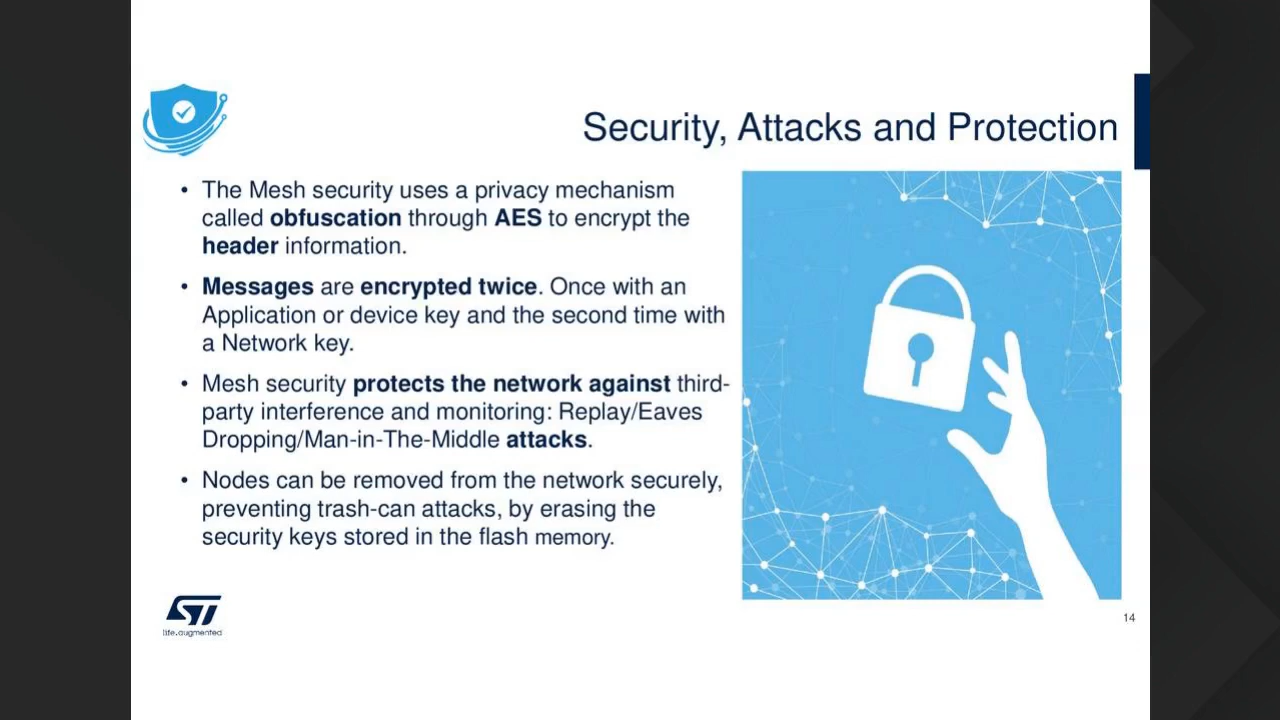 Security, Attacks and Protection
• The Mesh security uses a privacy mechanism
called obfuscation through AES to encrypt the
header information.
• Messages are encrypted twice. Once with an
Application or device key and the second time with
a Network key.
• Mesh security protects the network against third-
party interference and monitoring: Replay/Eaves
Dropping/Man-in-The-Middle attacks.
• Nodes can be removed from the network securely,
preventing trash-can attacks, by erasing the
security keys stored in the flash memory.
ST
life.augmented
14